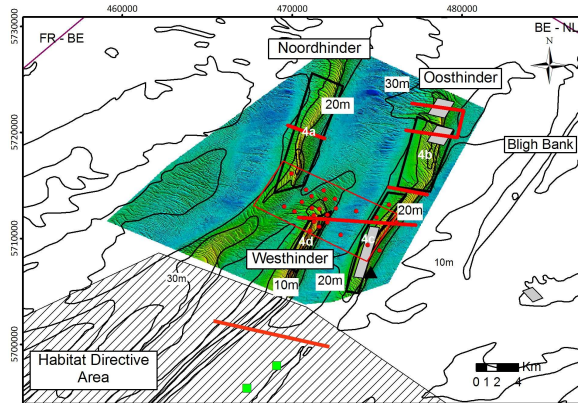 460000 470000 480000
5730000
FR - BE
BE - NL
N
Noordhinder
Oosthinder
30m
20m
5720000
4a
Bligh Bank
4b
20m
5710000
4d
4c
Westhinder
10m
20m
10m
30m
5700000
Habitat Directive
Area
Km
0 1 2 4